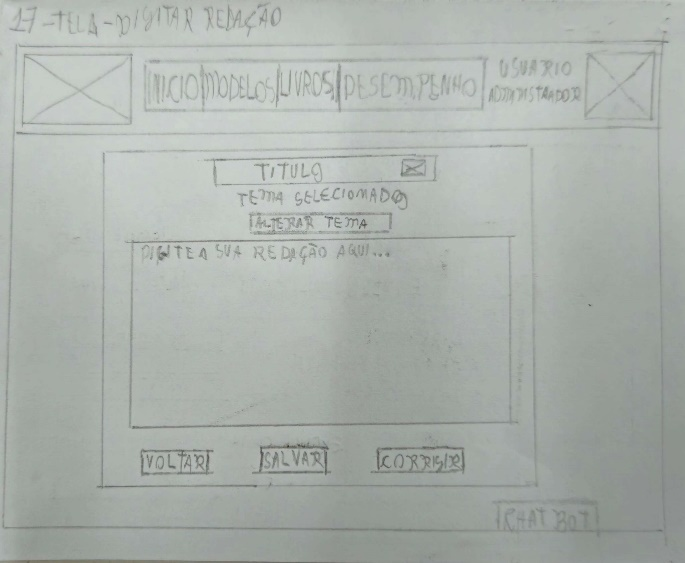 17-TELA-DIGITAR REDAÇÃO
INICIO MODELOS LIVROS DESEMPENHO
USUARIO
ADMINISTRADOR
TITULO
TEMA SELECIONADO
ALTERAR TEMA
DIGITE A SUA REDAÇÃO AQUI...
VOLTAR SALVAR CORRIGIR
CHAT BOT